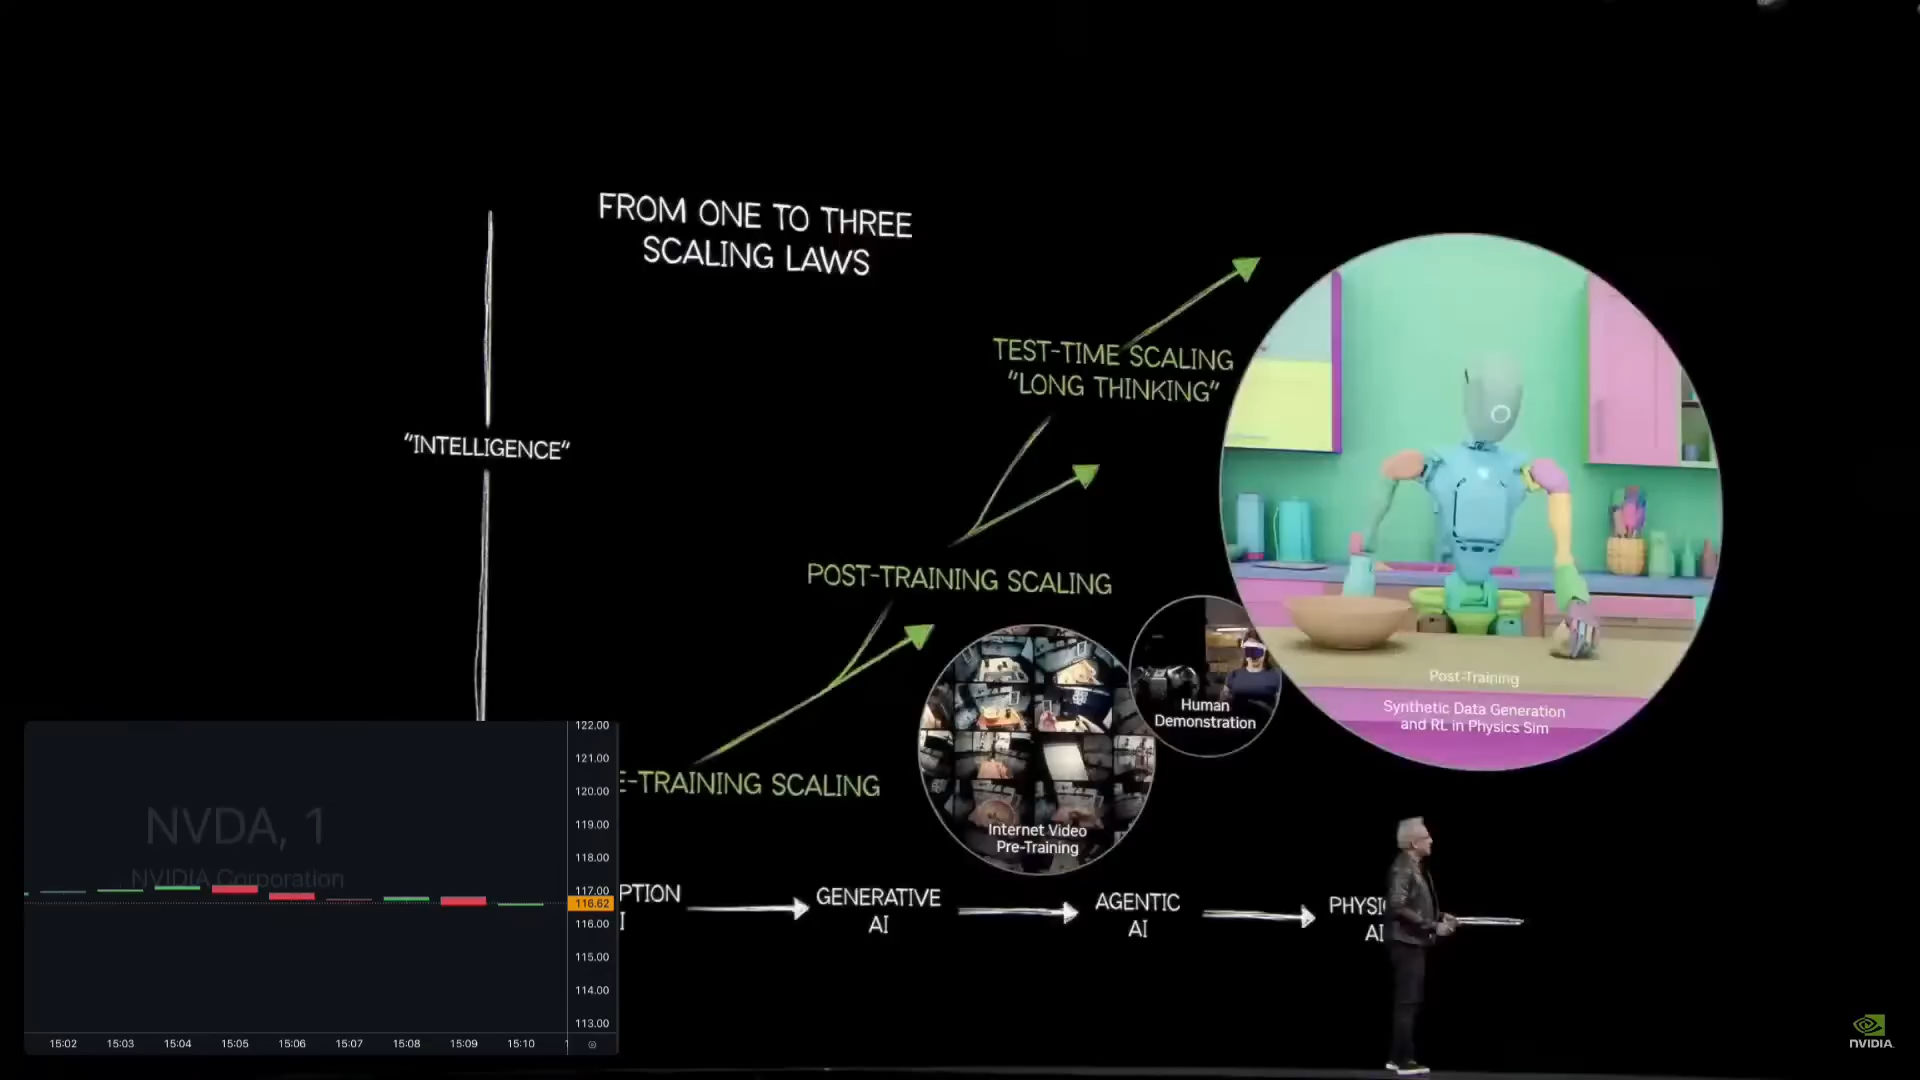 FROM ONE TO THREE
SCALING LAWS
TEST-TIME SCALING
"LONG THINKING"
"INTELLIGENCE"
POST-TRAINING SCALING
Post-Training
Synthetic Data Generation
and RL in Physics Sim
Human
Demonstration
E-TRAINING SCALING
Internet Video
Pre-Training
PTION
I
GENERATIVE
AI
AGENTIC
AI
PHYSI
AI
NVDA, 1
NVIDIA Corporation
122.00
121.00
120.00
119.00
118.00
117.00
116.62
116.00
115.00
114.00
113.00
15:02 15:03 15:04 15:05 15:06 15:07 15:08 15:09 15:10 1
NVIDIA.